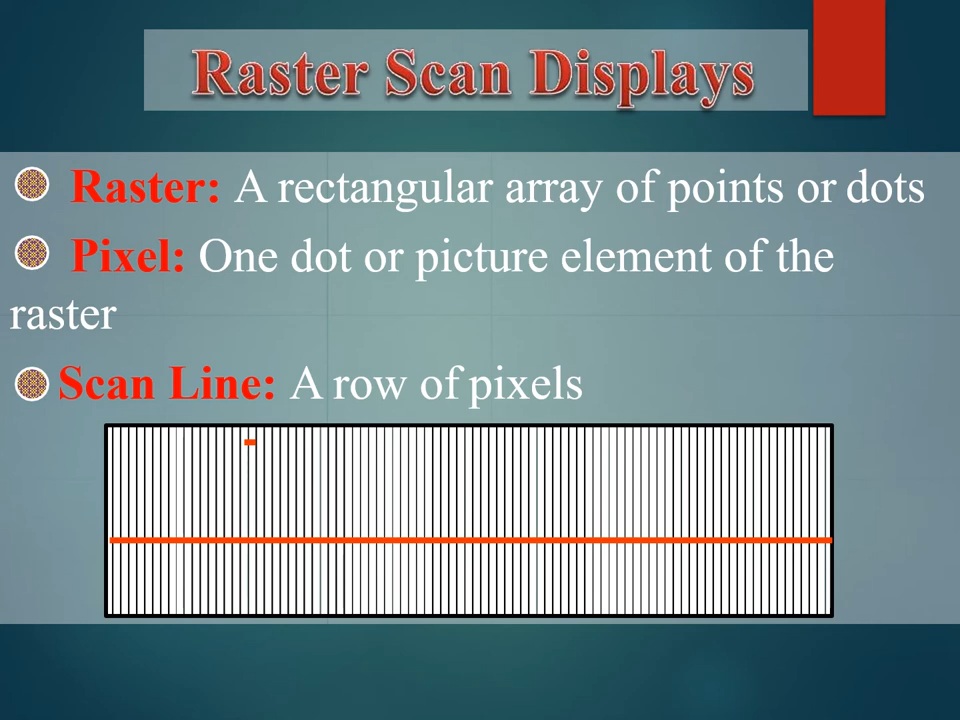 Raster Scan Displays
Raster: A rectangular array of points or dots
Pixel: One dot or picture element of the
raster
Scan Line: A row of pixels